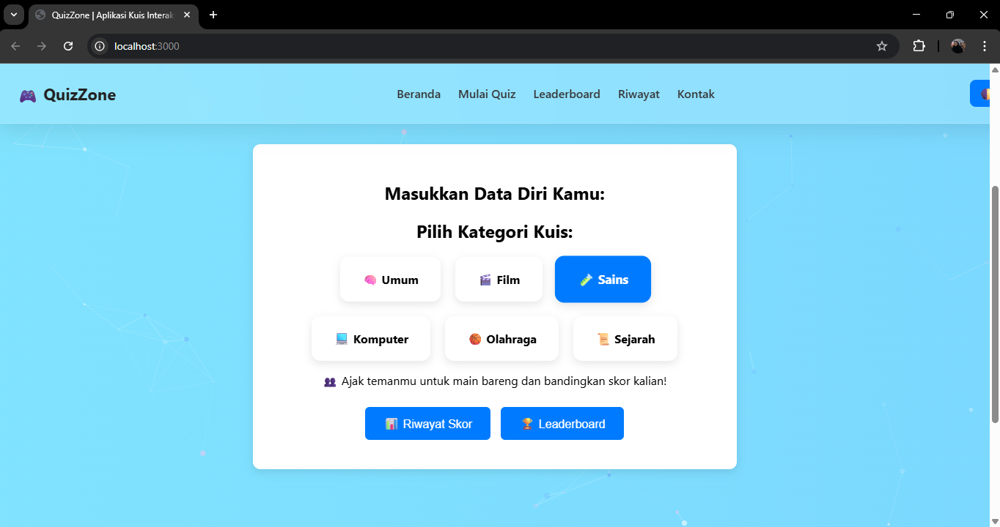 QuizZone | Aplikasi Kuis Interak
localhost:3000
QuizZone
Beranda Mulai Quiz Leaderboard Riwayat Kontak
Masukkan Data Diri Kamu:
Pilih Kategori Kuis:
Umum Film Sains
Komputer Olahraga Sejarah
Ajak temanmu untuk main bareng dan bandingkan skor kalian!
Riwayat Skor Leaderboard